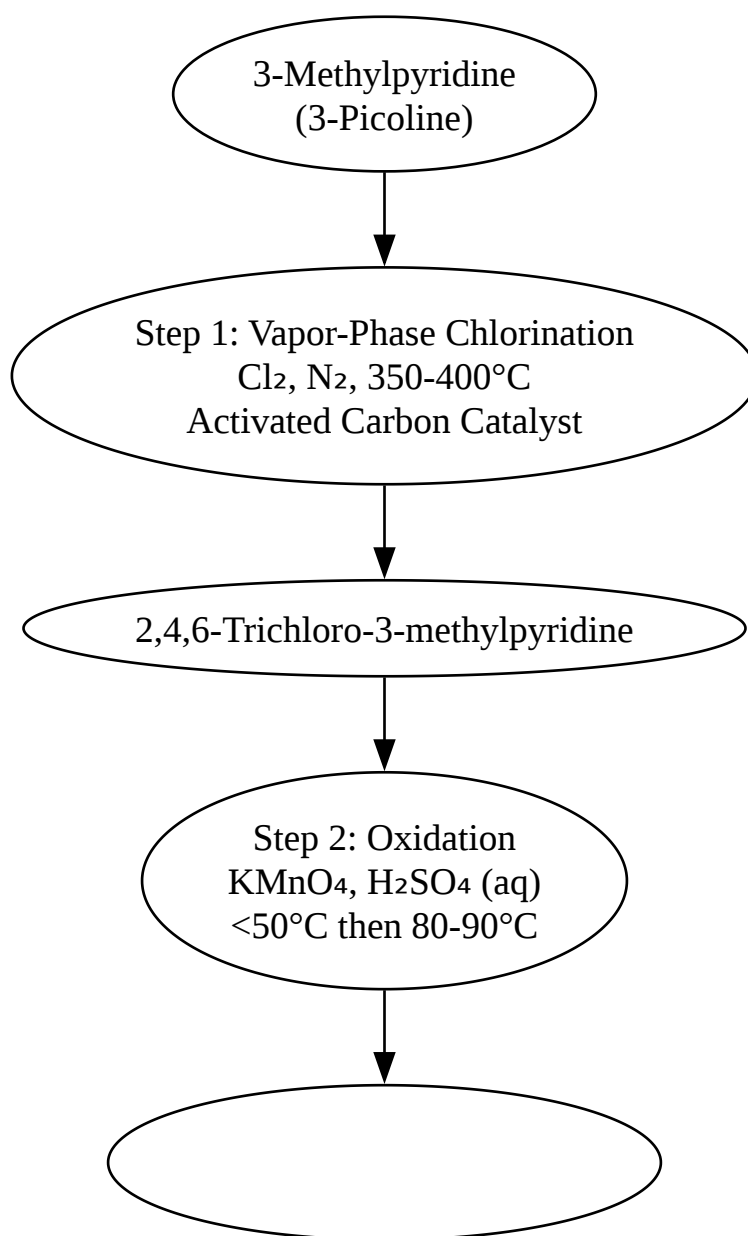 3-Methylpyridine
(3-Picoline)
Step 1: Vapor-Phase Chlorination
Cl₂, N₂, 350-400°C
Activated Carbon Catalyst
2,4,6-Trichloro-3-methylpyridine
Step 2: Oxidation
KMnO₄, H₂SO₄ (aq)
<50°C then 80-90°C